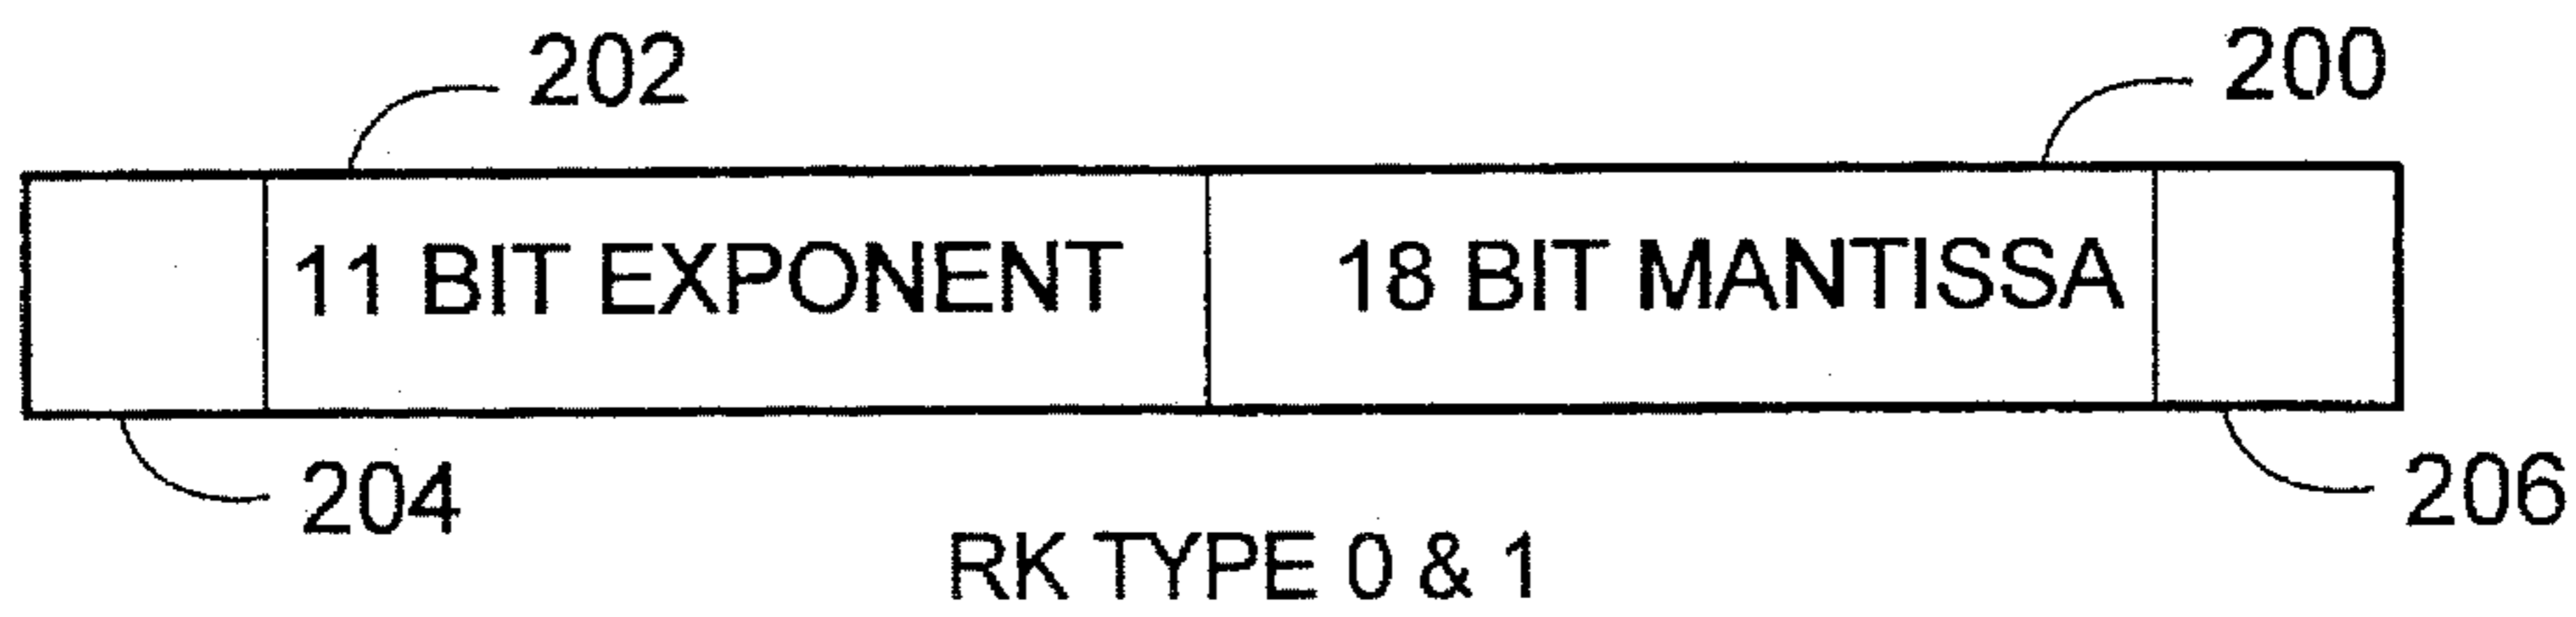 202
200
11 BIT EXPONENT
18 BIT MANTISSA
204
206
RK TYPE 0 & 1